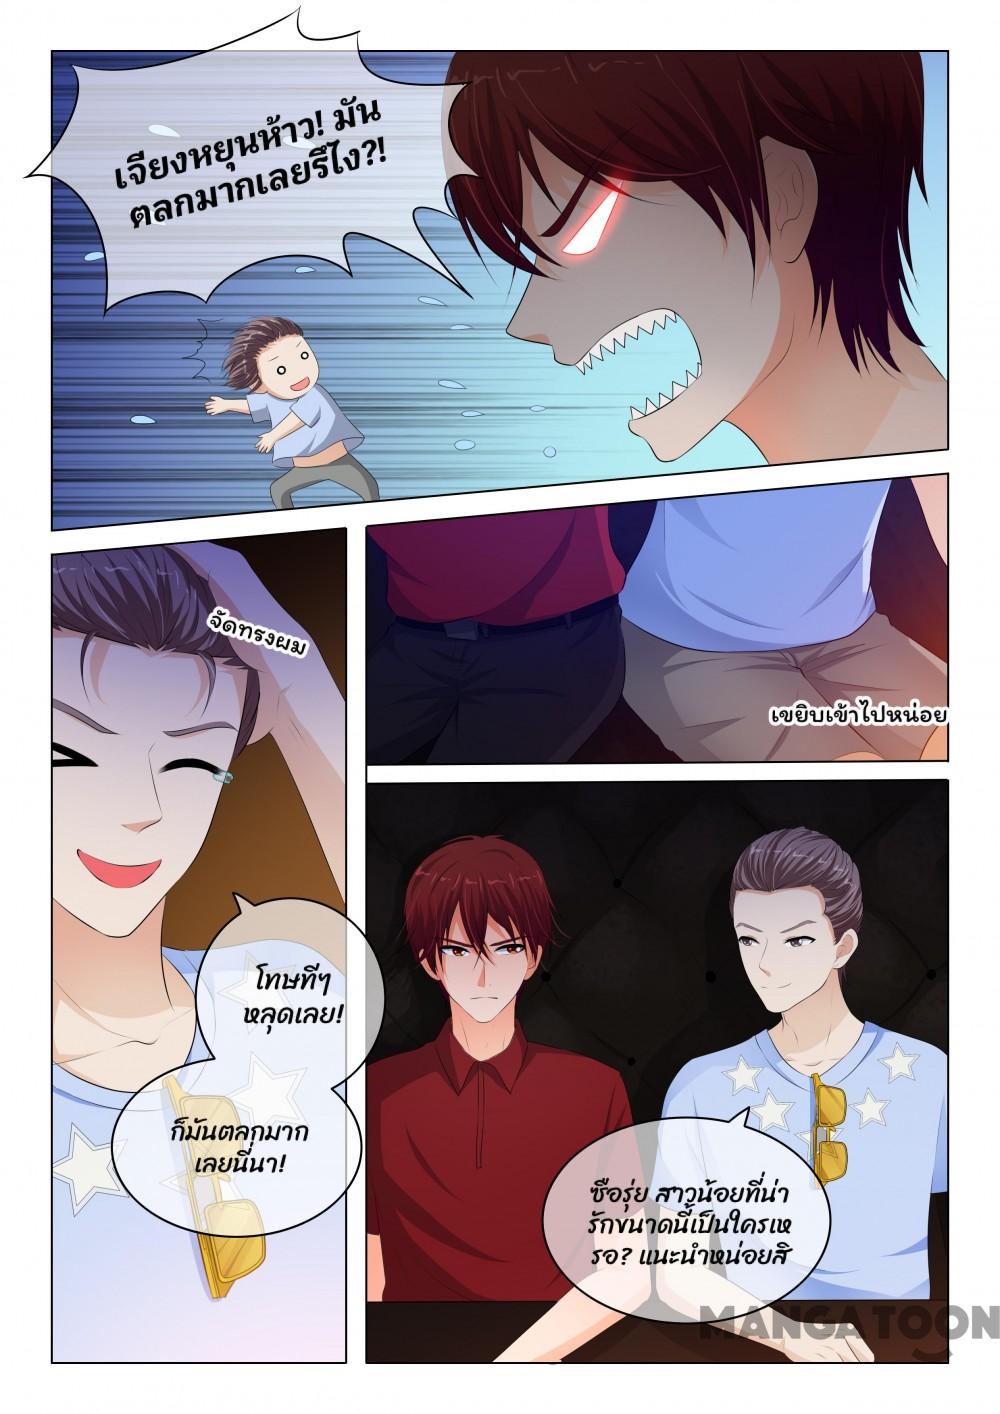 เจียงหยุนห้าว! มัน
ตลกมากเลยรึไง?!
จัดทรงผม
เขยิบเข้าไปหน่อย
โทษทีๆ
หลุดเลย!
ก็มันตลกมาก
เลยนี่นา!
ซือรุ่ย สาวน้อยที่น่า
รักขนาดนี้เป็นใครเห
รอ? แนะนำหน่อยสิ
MANGATOON